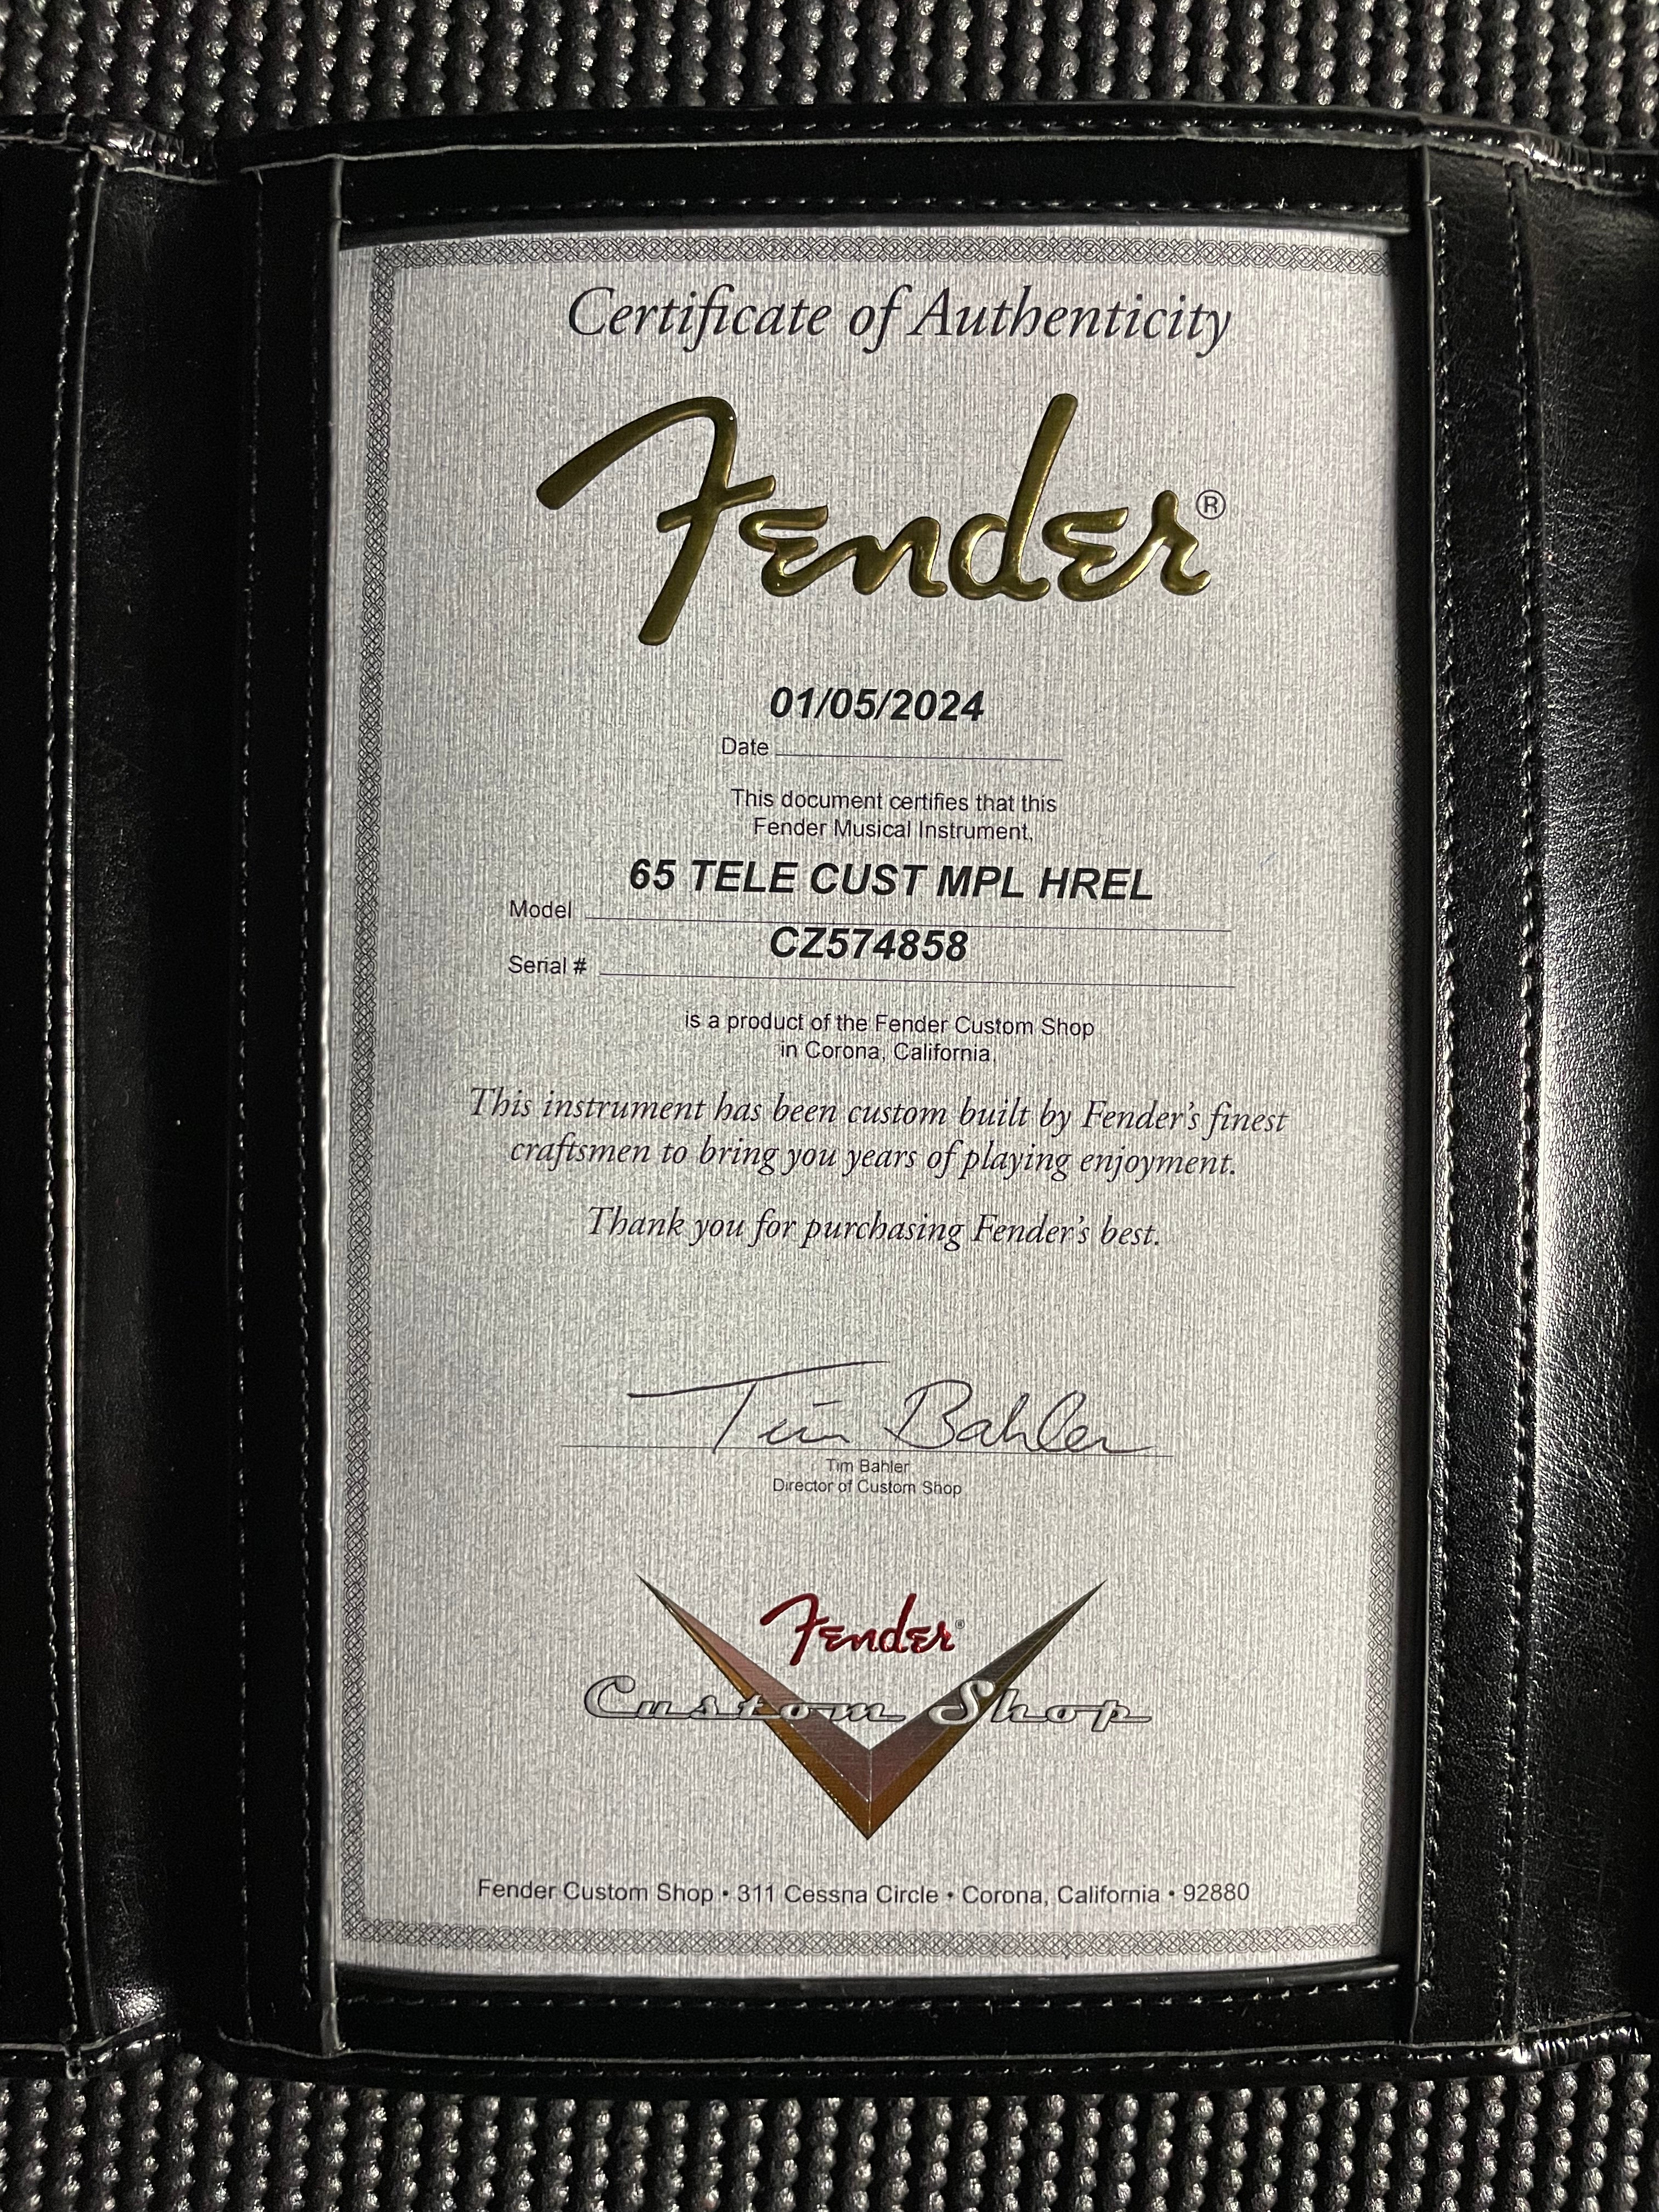 Certificate of Authenticity
Fender®
01/05/2024
Date
This document certifies that this
Fender Musical Instrument,
65 TELE CUST MPL HREL
Model
CZ574858
Serial #
is a product of the Fender Custom Shop
in Corona, California.
This instrument has been custom built by Fender's finest
craftsmen to bring you years of playing enjoyment.
Thank you for purchasing Fender's best.
Tim Bahler
Tim Bahler
Director of Custom Shop
Fender®
Custom Shop
Fender Custom Shop • 311 Cessna Circle • Corona, California • 92880